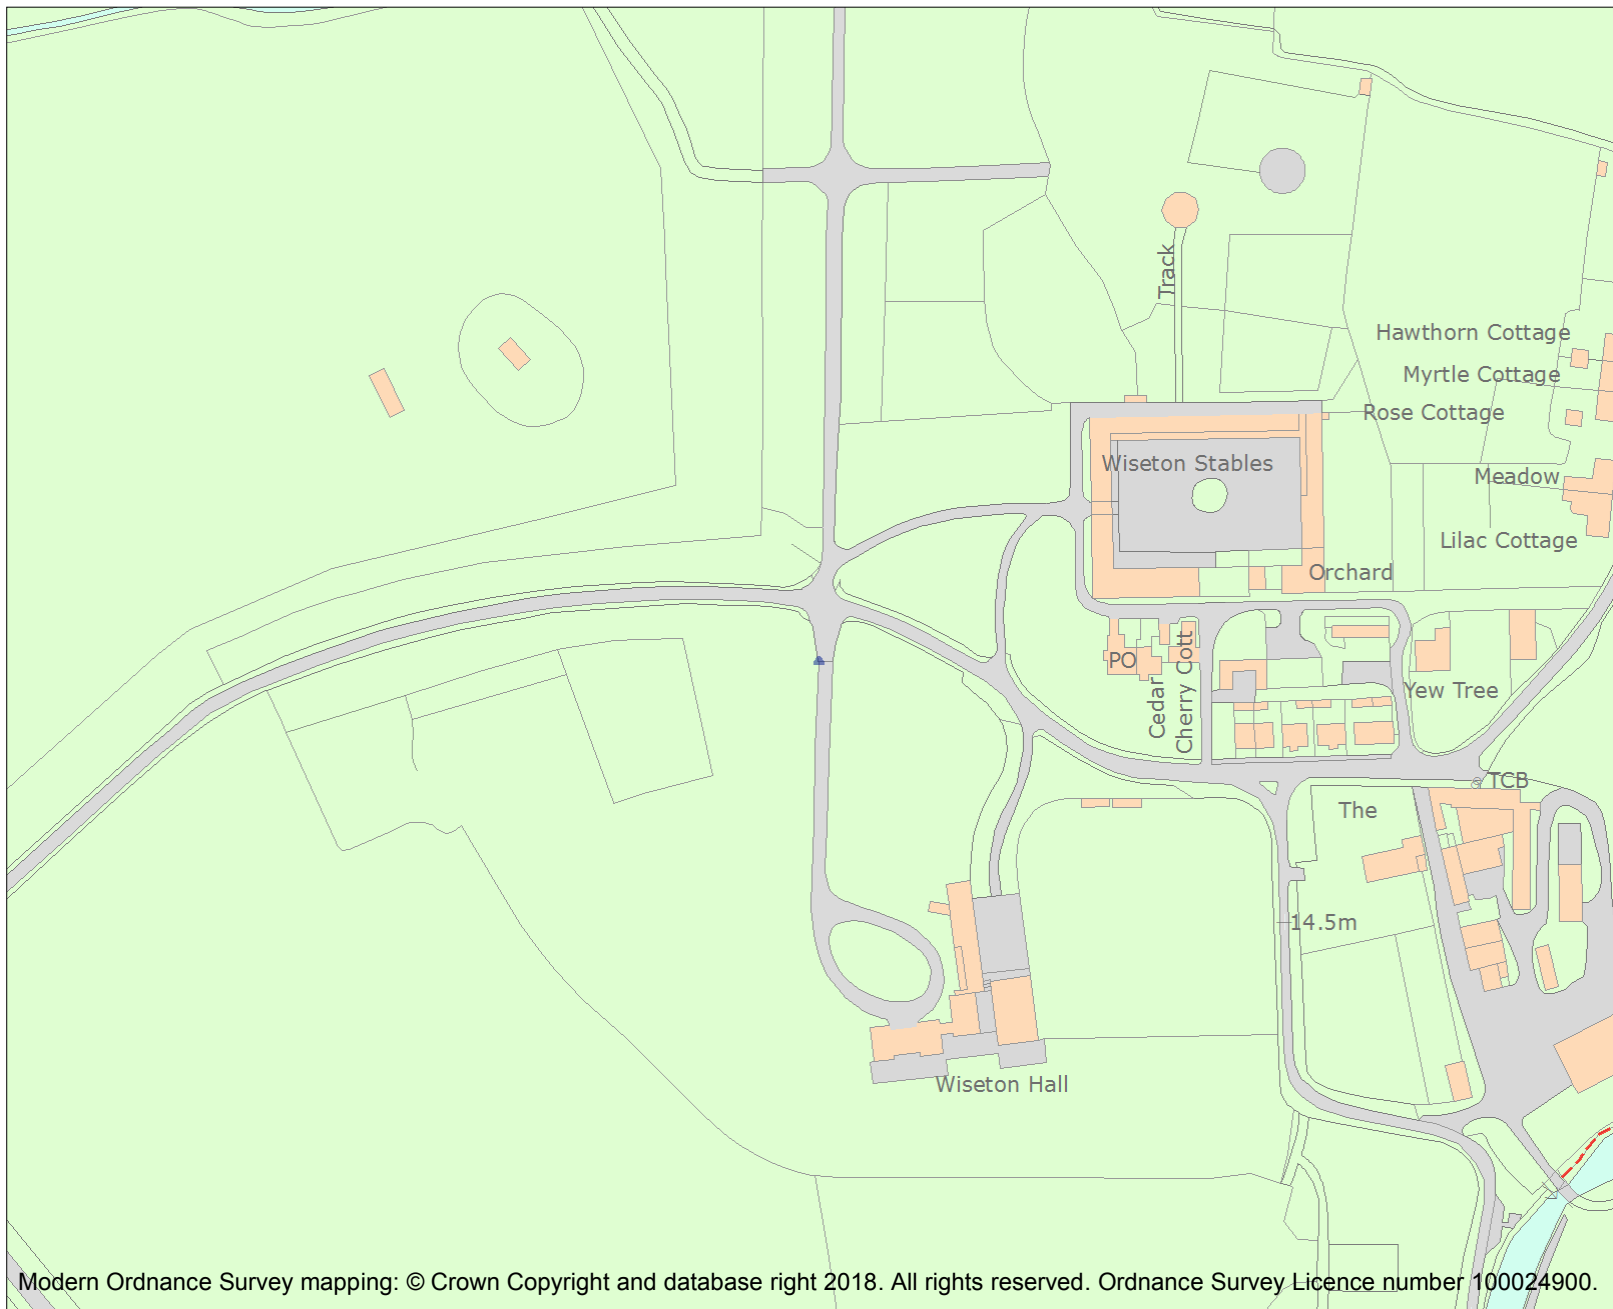 Track
Hawthorn Cottage
Myrtle Cottage
Rose Cottage
Wiseton Stables
Meadow
Lilac Cottage
Orchard
PO
Cedar
Cherry Cott
Yew Tree
TCB
The
14.5m
Wiseton Hall
Modern Ordnance Survey mapping: © Crown Copyright and database right 2018. All rights reserved. Ordnance Survey Licence number 100024900.